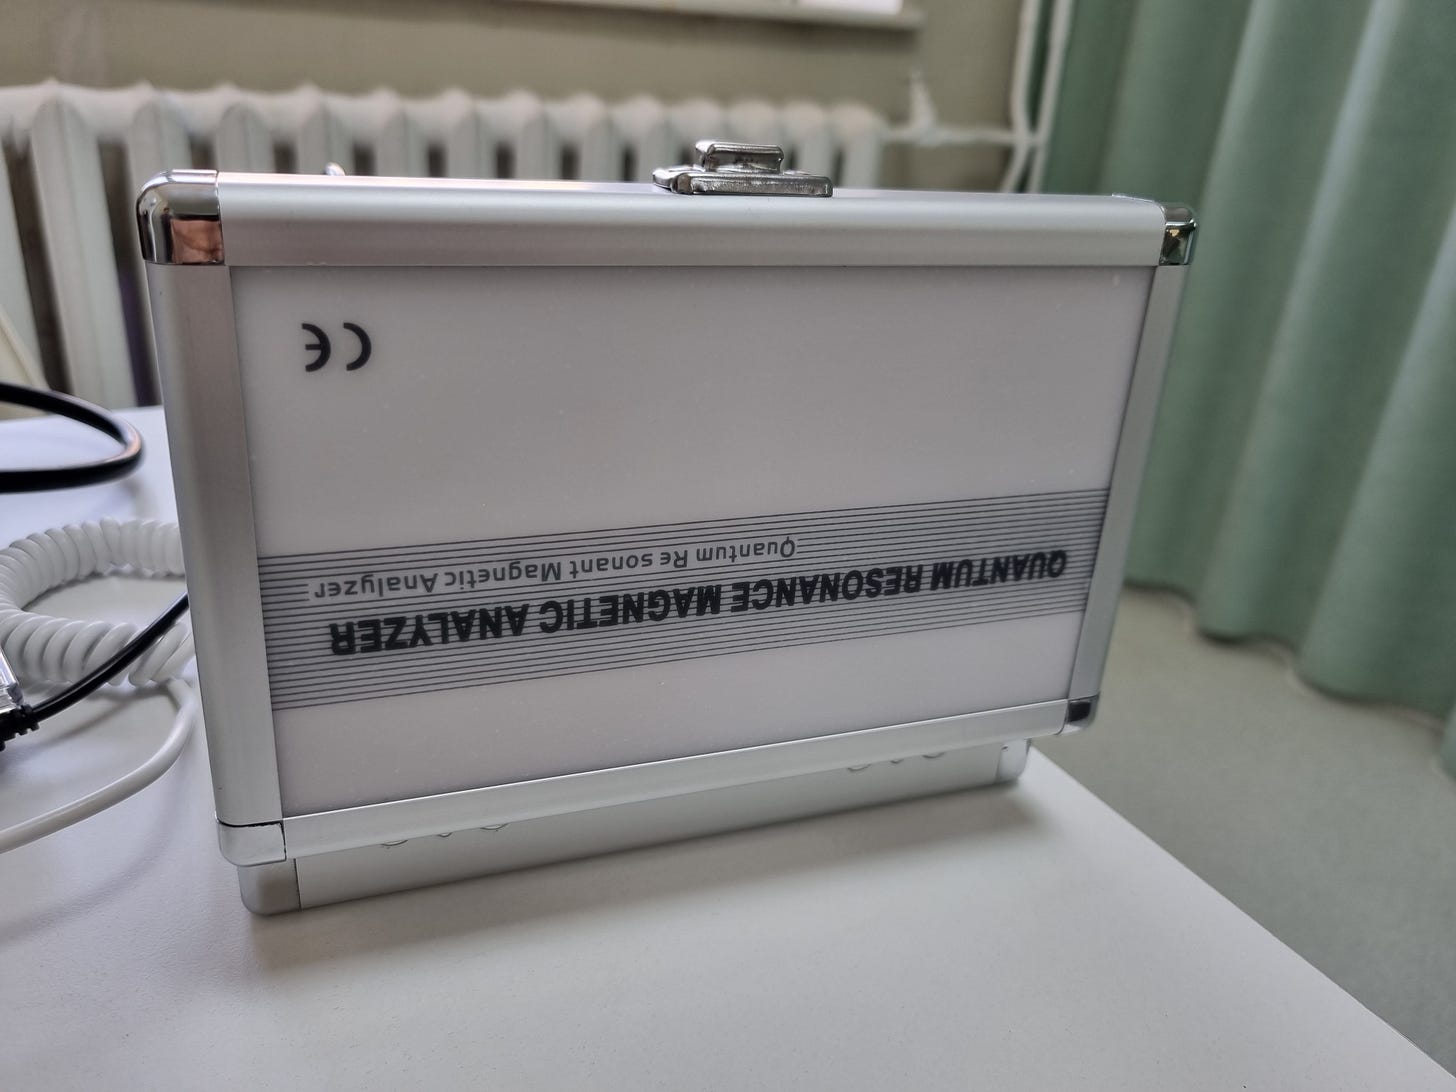 QUANTUM RESONANCE MAGNETIC ANALYZER
Quantum Re sonant Magnetic Analyzer
CE